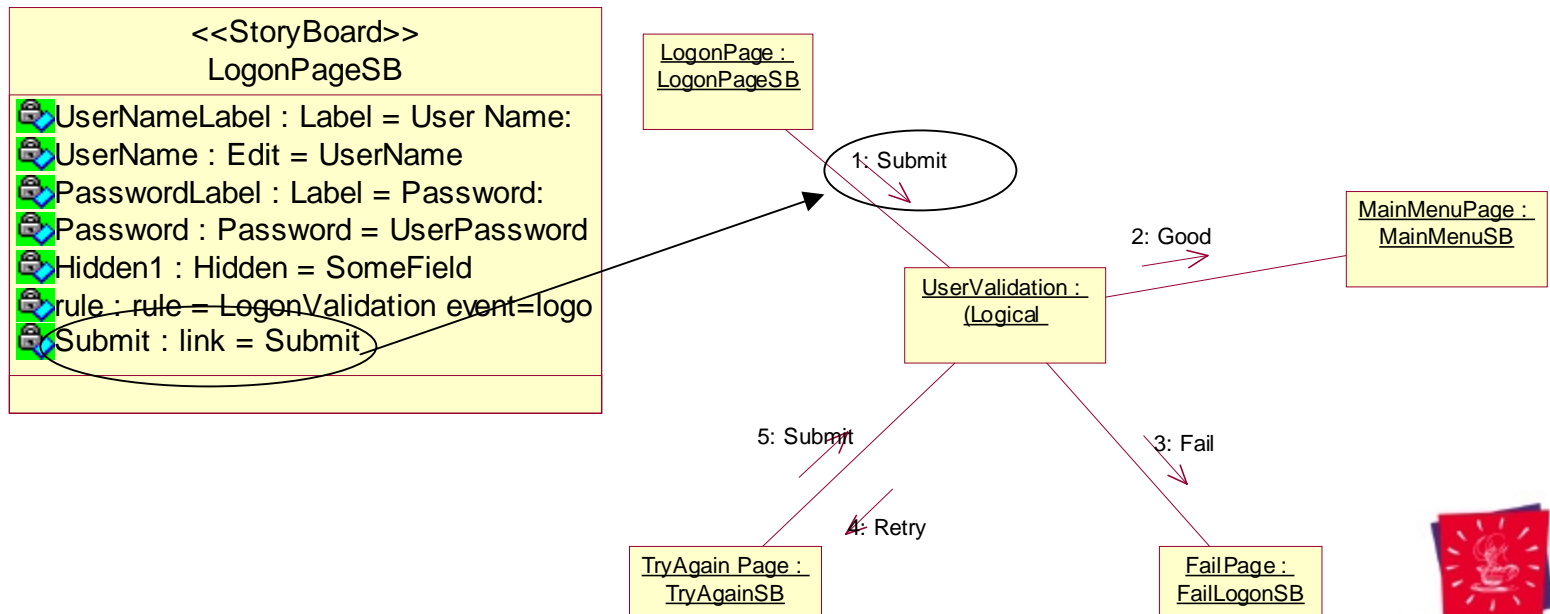 <<StoryBoard>>
LogonPageSB
UserNameLabel : Label = User Name:
UserName : Edit = UserName
PasswordLabel : Label = Password:
Password : Password = UserPassword
Hidden1 : Hidden = SomeField
rule : rule = LogonValidation event=logo
Submit : link = Submit
LogonPage :
LogonPageSB
1: Submit
2: Good
MainMenuPage :
MainMenuSB
UserValidation :
(Logical
5: Submit
3: Fail
4: Retry
TryAgain Page :
TryAgainSB
FailPage :
FailLogonSB